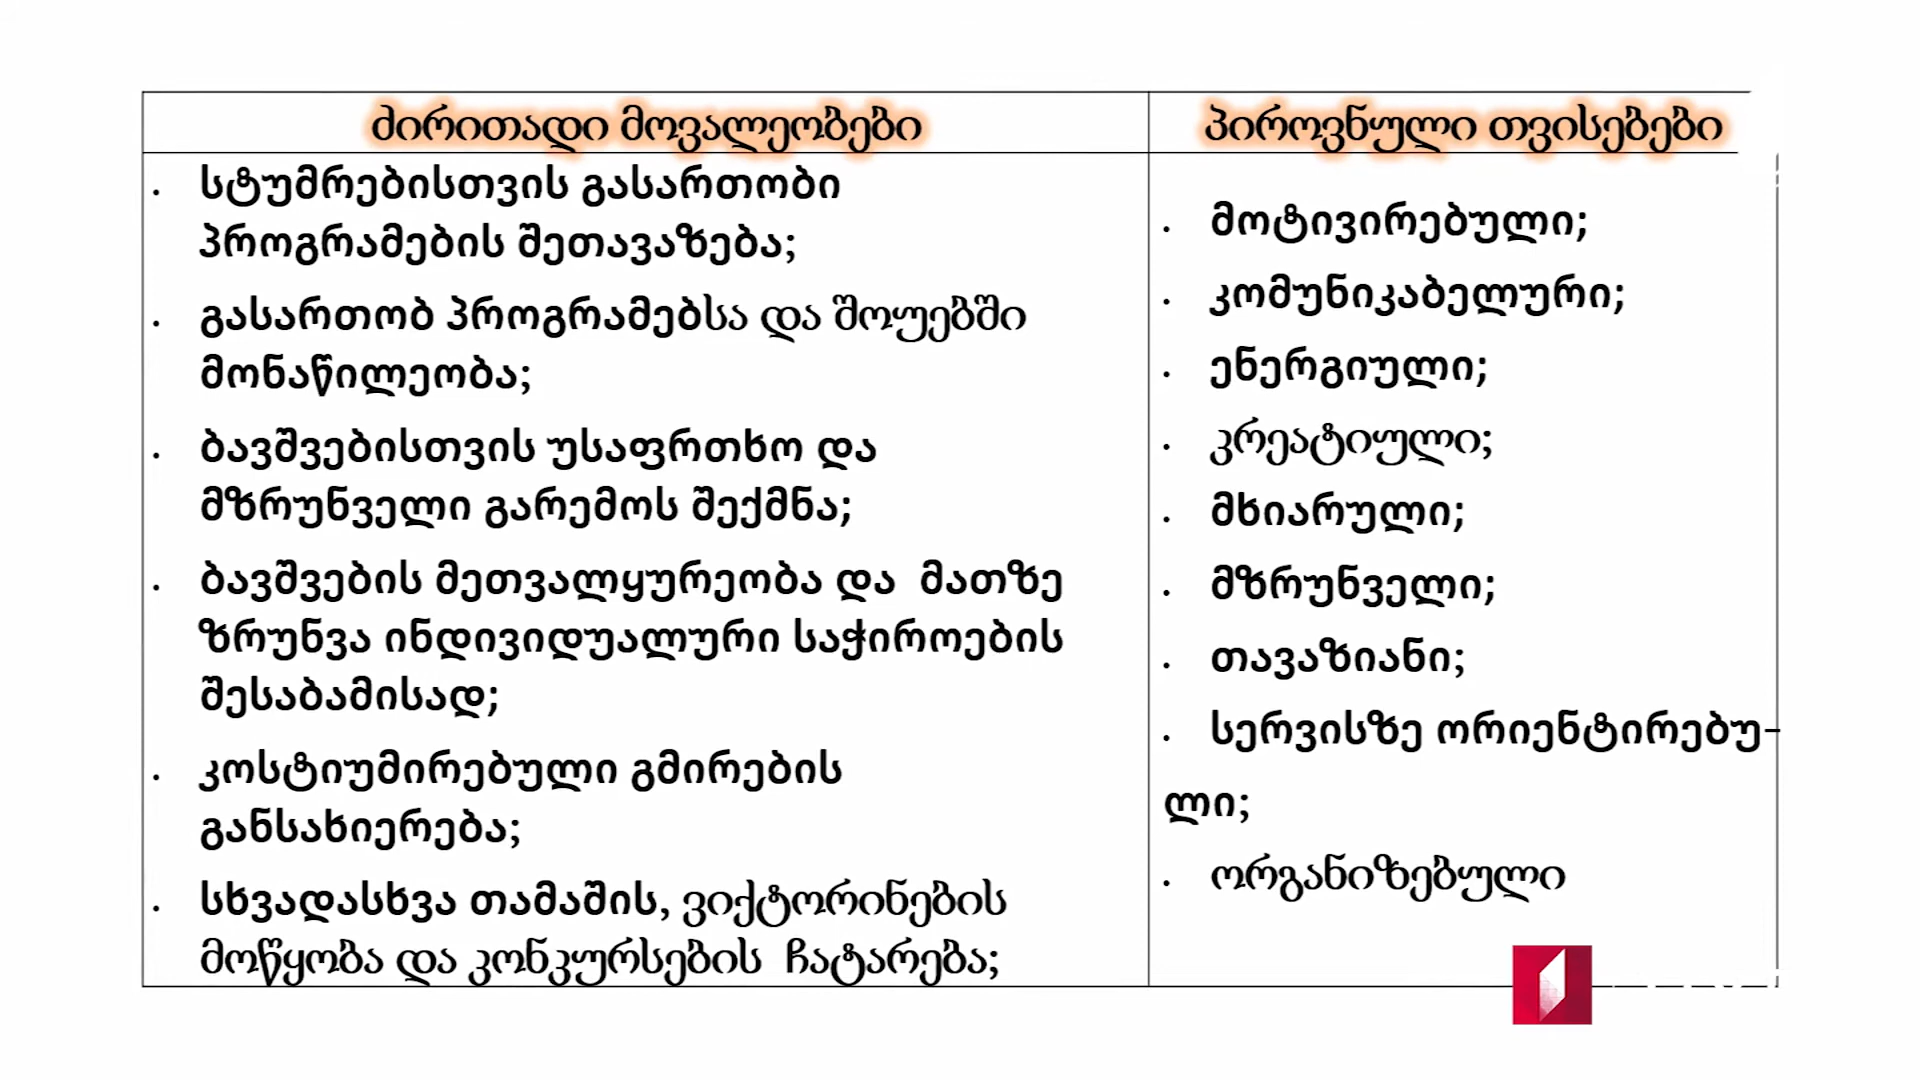 ძირითადი მოვალეობები
პიროვნული თვისებები
· სტუმრებისთვის გასართობი
პროგრამების შეთავაზება;
· გასართობ პროგრამებსა და შოუებში
მონაწილეობა;
· ბავშვებისთვის უსაფრთხო და
მზრუნველი გარემოს შექმნა;
· ბავშვების მეთვალყურეობა და მათზე
ზრუნვა ინდივიდუალური საჭიროების
შესაბამისად;
· კოსტიუმირებული გმირების
განსახიერება;
· სხვადასხვა თამაშის, ვიქტორინების
მოწყობა და კონკურსების ჩატარება;
· მოტივირებული;
· კომუნიკაბელური;
· ენერგიული;
· კრეატიული;
· მხიარული;
· მზრუნველი;
· თავაზიანი;
· სერვისზე ორიენტირებუ-
ლი;
· ორგანიზებული